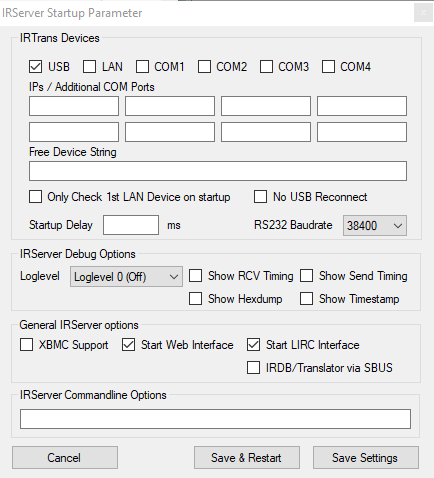 IRServer Startup Parameter
IRTrans Devices
USB LAN COM1 COM2 COM3 COM4
IPs / Additional COM Ports
Free Device String
Only Check 1st LAN Device on startup No USB Reconnect
Startup Delay ms RS232 Baudrate 38400
IRServer Debug Options
Loglevel Loglevel 0 (Off) Show RCV Timing Show Send Timing
Show Hexdump Show Timestamp
General IRServer options
XBMC Support Start Web Interface Start LIRC Interface
IRDB/Translator via SBUS
IRServer Commandline Options
Cancel Save & Restart Save Settings